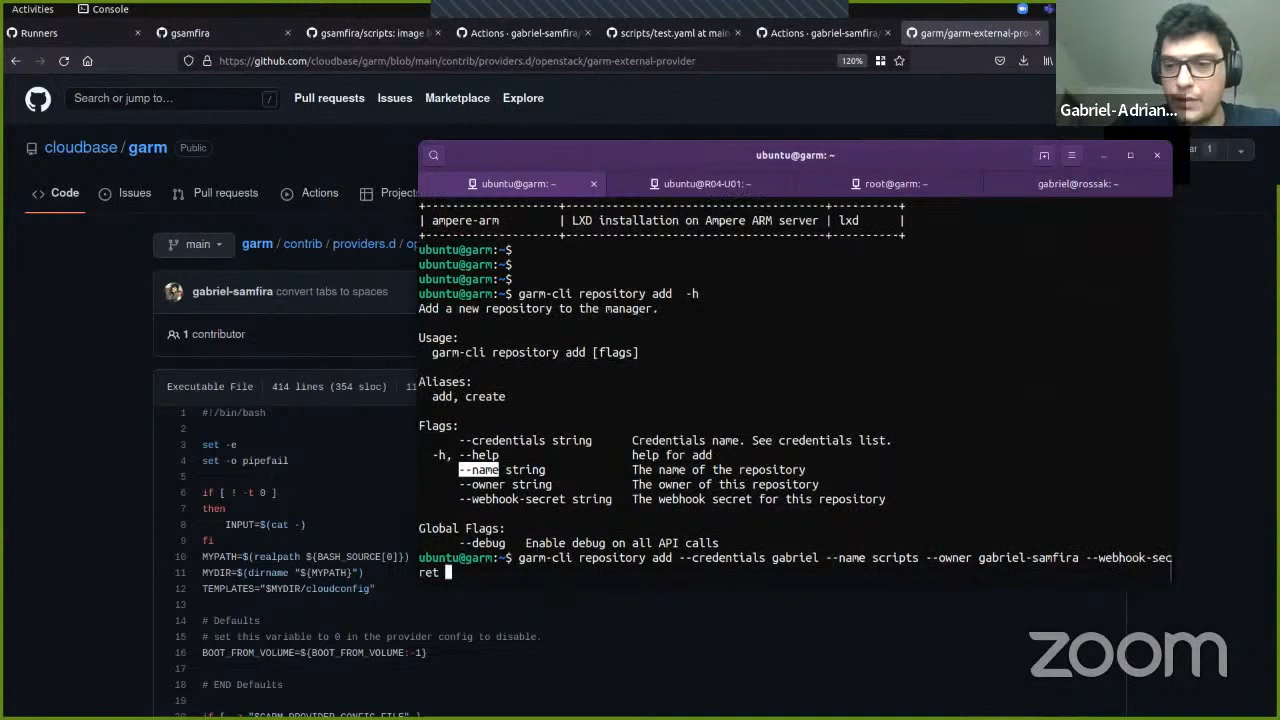 Activities
Console
Runners
gsamfira
gsamfira/scripts: image b
Actions · gabriel-samfira/
scripts/test.yaml at main
Actions · gabriel-samfira/
garm/garm-external-pro
https://github.com/cloudbase/garm/blob/main/contrib/providers.d/openstack/garm-external-provider
120%
Search or jump to…
/
Pull requests
Issues
Marketplace
Explore
Gabriel-Adrian...
cloudbase / garm
Public
ar
1
Code
Issues
Pull requests
Actions
Projects
main
garm / contrib / providers.d / op
gabriel-samfira convert tabs to spaces
1 contributor
Executable File
414 lines (354 sloc)
11
1 #!/bin/bash
2
3 set -e
4 set -o pipefail
5
6 if [ ! -t 0 ]
7 then
8 INPUT=$(cat -)
9 fi
10 MYPATH=$(realpath ${BASH_SOURCE[0]})
11 MYDIR=$(dirname "${MYPATH}")
12 TEMPLATES="$MYDIR/cloudconfig"
13
14 # Defaults
15 # set this variable to 0 in the provider config to disable.
16 BOOT_FROM_VOLUME=${BOOT_FROM_VOLUME:-1}
17
18 # END Defaults
19
20 if [ -z "$GARM_PROVIDER_CONFIG_FILE" ]
ubuntu@garm: ~
ubuntu@garm: ~
ubuntu@R04-U01: ~
root@garm: ~
gabriel@rossak: ~
+--------------------+---------------------------------------+----------+
| ampere-arm | LXD installation on Ampere ARM server | lxd |
+--------------------+---------------------------------------+----------+
ubuntu@garm:~$
ubuntu@garm:~$
ubuntu@garm:~$
ubuntu@garm:~$ garm-cli repository add -h
Add a new repository to the manager.
Usage:
garm-cli repository add [flags]
Aliases:
add, create
Flags:
--credentials string Credentials name. See credentials list.
-h, --help help for add
--name string The name of the repository
--owner string The owner of this repository
--webhook-secret string The webhook secret for this repository
Global Flags:
--debug Enable debug on all API calls
ubuntu@garm:~$ garm-cli repository add --credentials gabriel --name scripts --owner gabriel-samfira --webhook-sec
ret
zoom